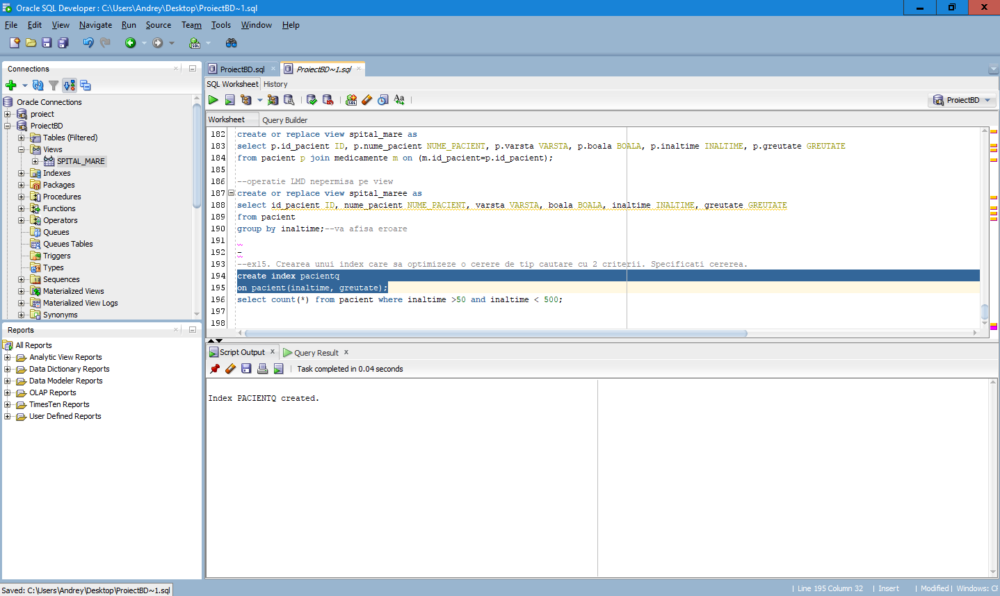 Oracle SQL Developer : C:\Users\Andrey\Desktop\ProiectBD~1.sql
File Edit View Navigate Run Source Team Tools Window Help
Connections
Oracle Connections
proiect
ProiectBD
Tables (Filtered)
Views
SPITAL_MARE
Indexes
Packages
Procedures
Functions
Operators
Queues
Queues Tables
Triggers
Types
Sequences
Materialized Views
Materialized View Logs
Synonyms
Reports
All Reports
Analytic View Reports
Data Dictionary Reports
Data Modeler Reports
OLAP Reports
TimesTen Reports
User Defined Reports
ProiectBD.sql ProiectBD~1.sql
SQL Worksheet History
ProiectBD
Worksheet Query Builder
182 create or replace view spital_mare as
183 select p.id_pacient ID, p.nume_pacient NUME_PACIENT, p.varsta VARSTA, p.boala BOALA, p.inaltime INALTIME, p.greutate GREUTATE
184 from pacient p join medicamente m on (m.id_pacient=p.id_pacient);
185
186 --operatie LMD nepermisa pe view
187 create or replace view spital_maree as
188 select id_pacient ID, nume_pacient NUME_PACIENT, varsta VARSTA, boala BOALA, inaltime INALTIME, greutate GREUTATE
189 from pacient
190 group by inaltime;--va afisa eroare
191
192 -
193 --ex15. Crearea unui index care sa optimizeze o cerere de tip cautare cu 2 criterii. Specificati cererea.
194 create index pacientq
195 on pacient(inaltime, greutate);
196 select count(*) from pacient where inaltime >50 and inaltime < 500;
197
198
Script Output Query Result
Task completed in 0.04 seconds
Index PACIENTQ created.
Saved: C:\Users\Andrey\Desktop\ProiectBD~1.sql
Line 195 Column 32 Insert Modified Windows: CF